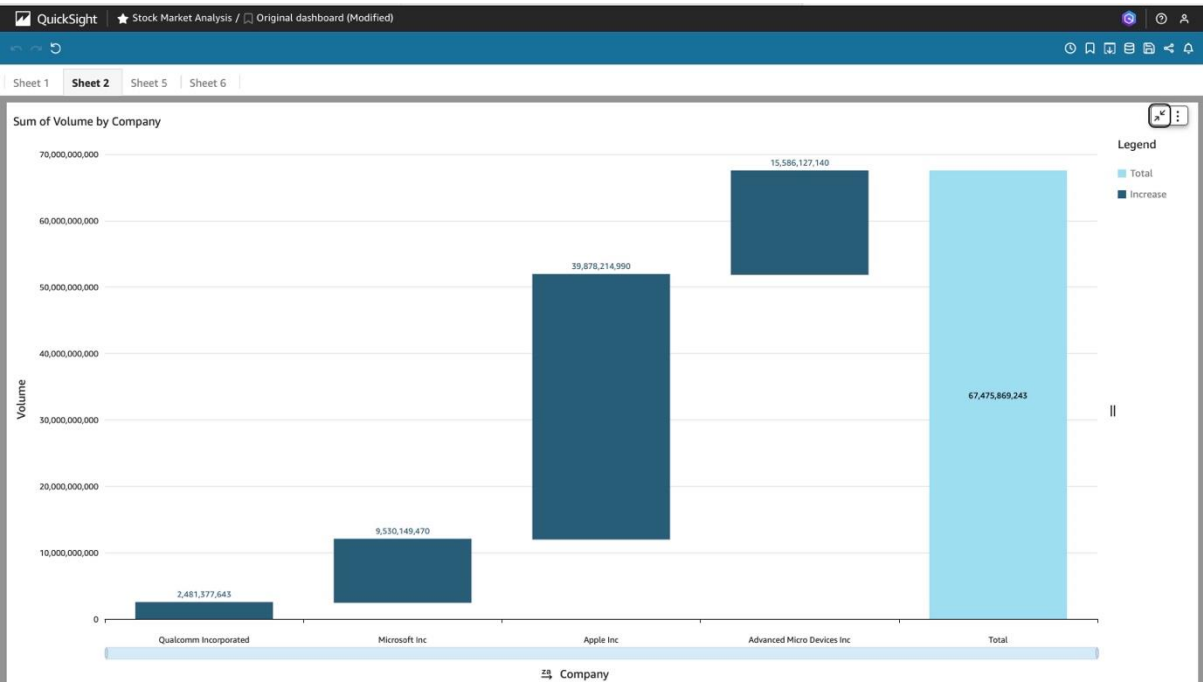 QuickSight
Stock Market Analysis / Original dashboard (Modified)
Sheet 1 Sheet 2 Sheet 5 Sheet 6
Sum of Volume by Company
Legend
Total
Increase
Volume
70,000,000,000
60,000,000,000
50,000,000,000
40,000,000,000
30,000,000,000
20,000,000,000
10,000,000,000
0
2,481,377,643
9,530,149,470
39,878,214,990
15,586,127,140
67,475,869,243
Qualcomm Incorporated Microsoft Inc Apple Inc Advanced Micro Devices Inc Total
Company